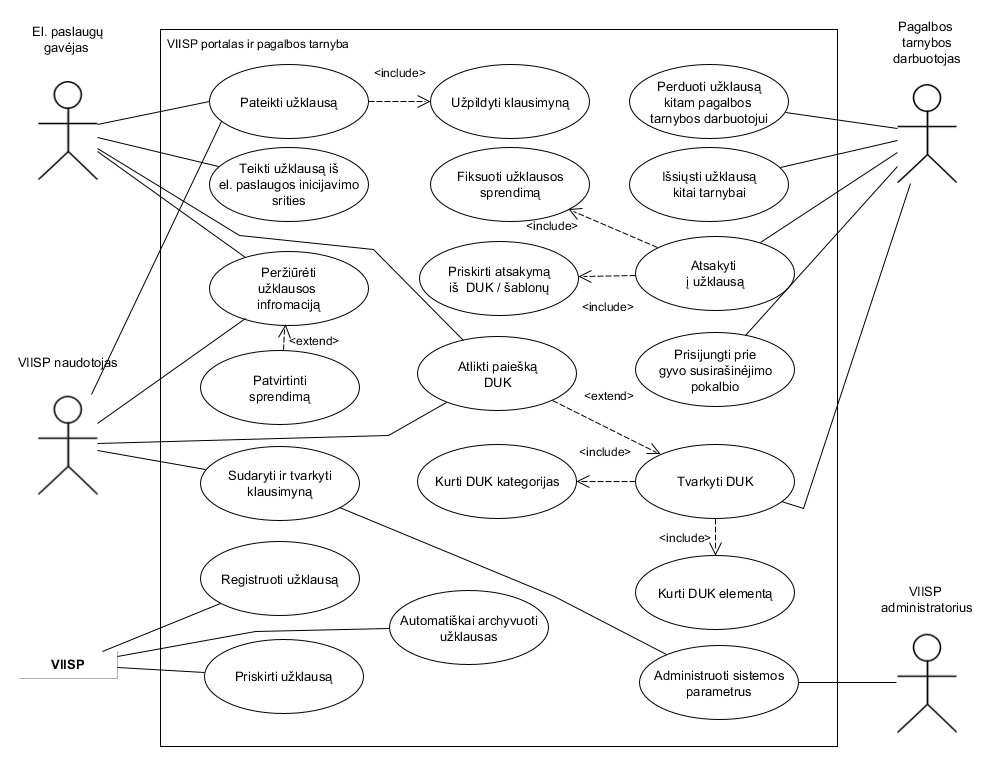 El. paslaugų
gavėjas
VIISP portalas ir pagalbos tarnyba
Pagalbos
tarnybos
darbuotojas
Pateikti užklausą
<include>
Užpildyti klausimyną
Perduoti užklausą
kitam pagalbos
tarnybos darbuotojui
Teikti užklausą iš
el. paslaugos inicijavimo
srities
Fiksuoti užklausos
sprendimą
Išsiųsti užklausą
kitai tarnybai
<include>
Peržiūrėti
užklausos
infromaciją
Priskirti atsakymą
iš DUK / šablonų
<include>
Atsakyti
į užklausą
<extend>
VIISP naudotojas
Patvirtinti
sprendimą
Atlikti paiešką
DUK
Prisijungti prie
gyvo susirašinėjimo
pokalbio
<extend>
<include>
Sudaryti ir tvarkyti
klausimyną
Kurti DUK kategorijas
Tvarkyti DUK
<include>
Registruoti užklausą
Kurti DUK elementą
VIISP
administratorius
Automatiškai archyvuoti
užklausas
VIISP
Priskirti užklausą
Administruoti sistemos
parametrus